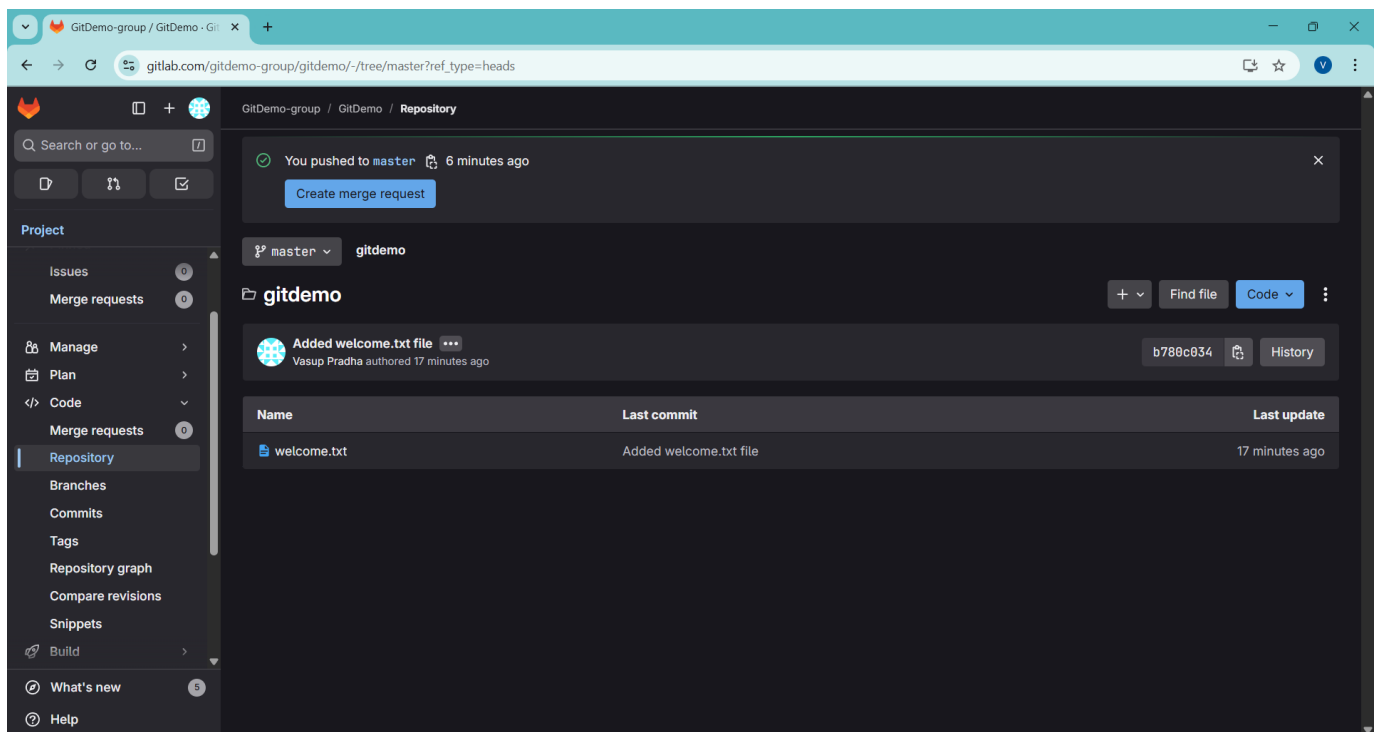 GitDemo-group / GitDemo · Git
gitlab.com/gitdemo-group/gitdemo/-/tree/master?ref_type=heads
V
GitDemo-group / GitDemo / Repository
Search or go to...
/
You pushed to master 6 minutes ago
Create merge request
Project
master
gitdemo
Issues 0
Merge requests 0
gitdemo
Find file
Code
Manage
Plan
Code
Merge requests 0
Repository
Branches
Commits
Tags
Repository graph
Compare revisions
Snippets
Build
What's new 5
Help
Added welcome.txt file
Vasup Pradha authored 17 minutes ago
b780c034
History
Name Last commit Last update
welcome.txt Added welcome.txt file 17 minutes ago